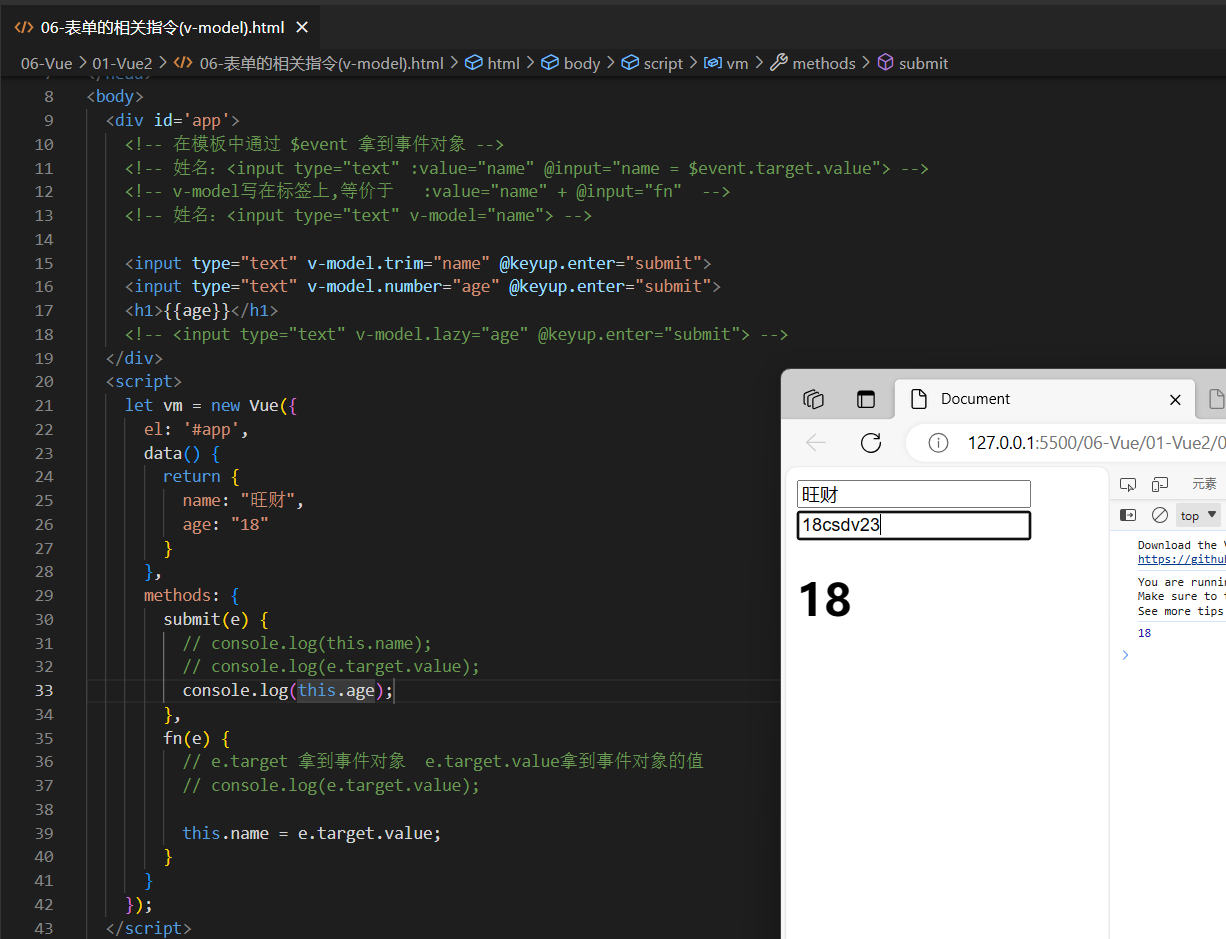 06-表单的相关指令(v-model).html
06-Vue > 01-Vue2 > 06-表单的相关指令(v-model).html > html > body > script > vm > methods > submit
8 <body>
9 <div id='app'>
10 <!-- 在模板中通过 $event 拿到事件对象 -->
11 <!-- 姓名：<input type="text" :value="name" @input="name = $event.target.value"> -->
12 <!-- v-model写在标签上,等价于   :value="name" + @input="fn"  -->
13 <!-- 姓名：<input type="text" v-model="name"> -->
14
15 <input type="text" v-model.trim="name" @keyup.enter="submit">
16 <input type="text" v-model.number="age" @keyup.enter="submit">
17 <h1>{{age}}</h1>
18 <!-- <input type="text" v-model.lazy="age" @keyup.enter="submit"> -->
19 </div>
20 <script>
21 let vm = new Vue({
22 el: '#app',
23 data() {
24 return {
25 name: "旺财",
26 age: "18"
27 }
28 },
29 methods: {
30 submit(e) {
31 // console.log(this.name);
32 // console.log(e.target.value);
33 console.log(this.age);
34 },
35 fn(e) {
36 // e.target 拿到事件对象  e.target.value拿到事件对象的值
37 // console.log(e.target.value);
38
39 this.name = e.target.value;
40 }
41 }
42 });
43 </script>
Document
127.0.0.1:5500/06-Vue/01-Vue2/0
旺财
18csdv23
18
元素
top
Download the
https://github
You are runnin
Make sure to
See more tips
18